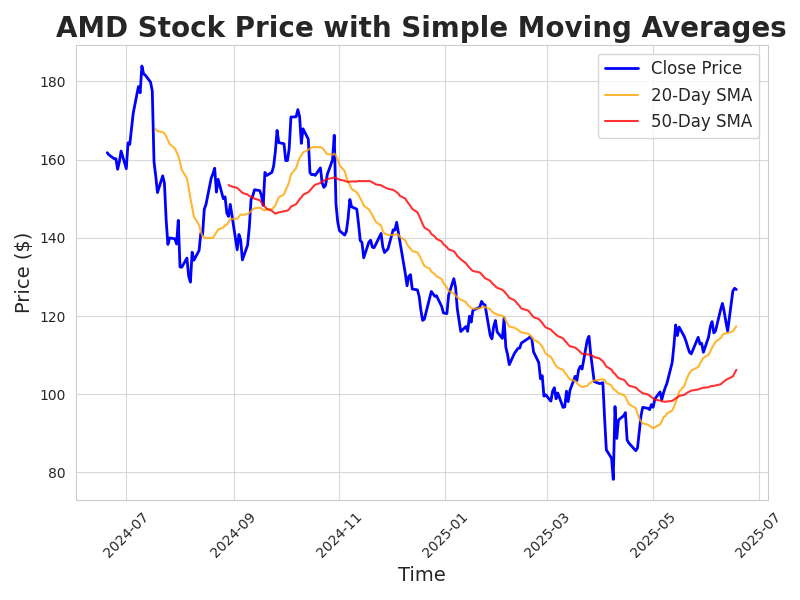 AMD Stock Price with Simple Moving Averages
Close Price
20-Day SMA
50-Day SMA
Price ($)
180
160
140
120
100
80
2024-07
2024-09
2024-11
2025-01
2025-03
2025-05
2025-07
Time